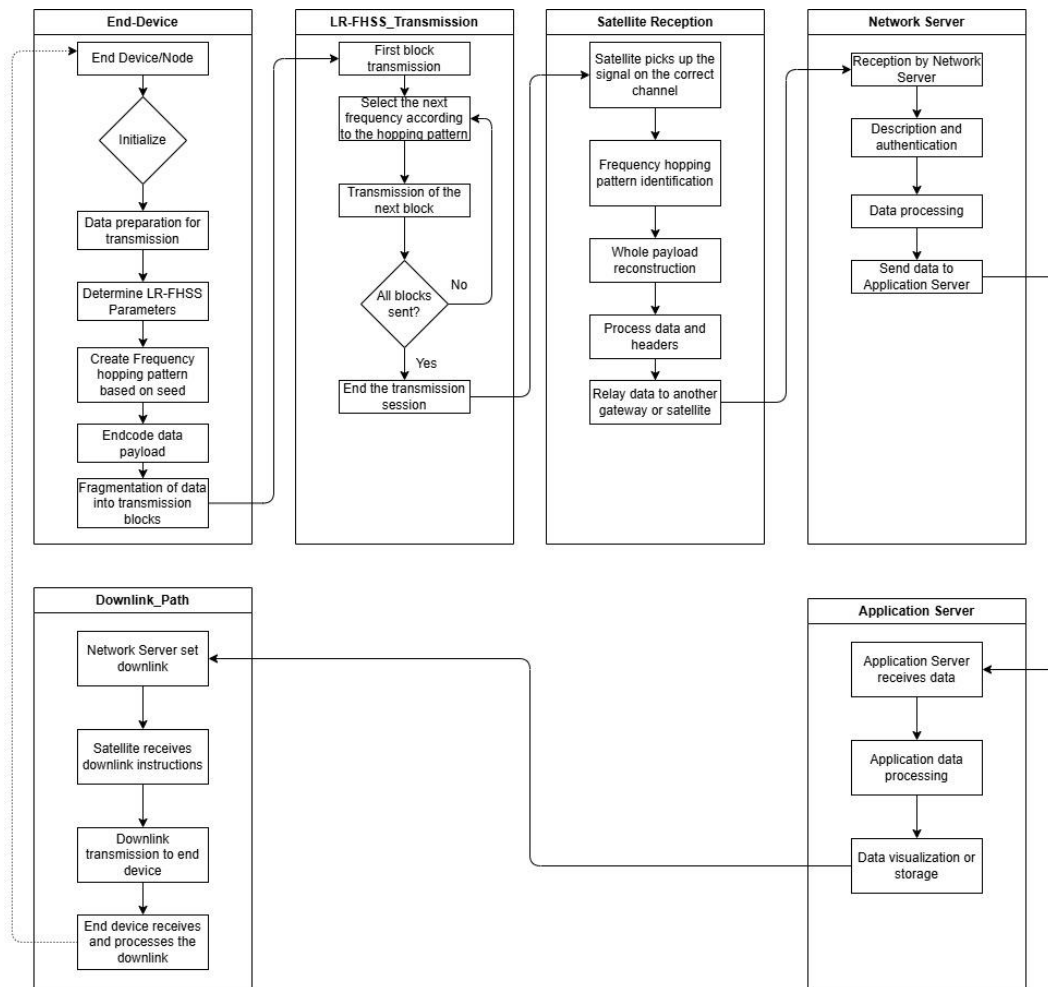 End-Device
End Device/Node
Initialize
Data preparation for
transmission
Determine LR-FHSS
Parameters
Create Frequency
hopping pattern
based on seed
Endcode data
payload
Fragmentation of data
into transmission
blocks
LR-FHSS_Transmission
First block
transmission
Select the next
frequency according
to the hopping pattern
Transmission of the
next block
All blocks
sent?
No
Yes
End the transmission
session
Satellite Reception
Satellite picks up the
signal on the correct
channel
Frequency hopping
pattern identification
Whole payload
reconstruction
Process data and
headers
Relay data to another
gateway or satellite
Network Server
Reception by Network
Server
Description and
authentication
Data processing
Send data to
Application Server
Downlink_Path
Network Server set
downlink
Satellite receives
downlink instructions
Downlink
transmission to end
device
End device receives
and processes the
downlink
Application Server
Application Server
receives data
Application data
processing
Data visualization or
storage